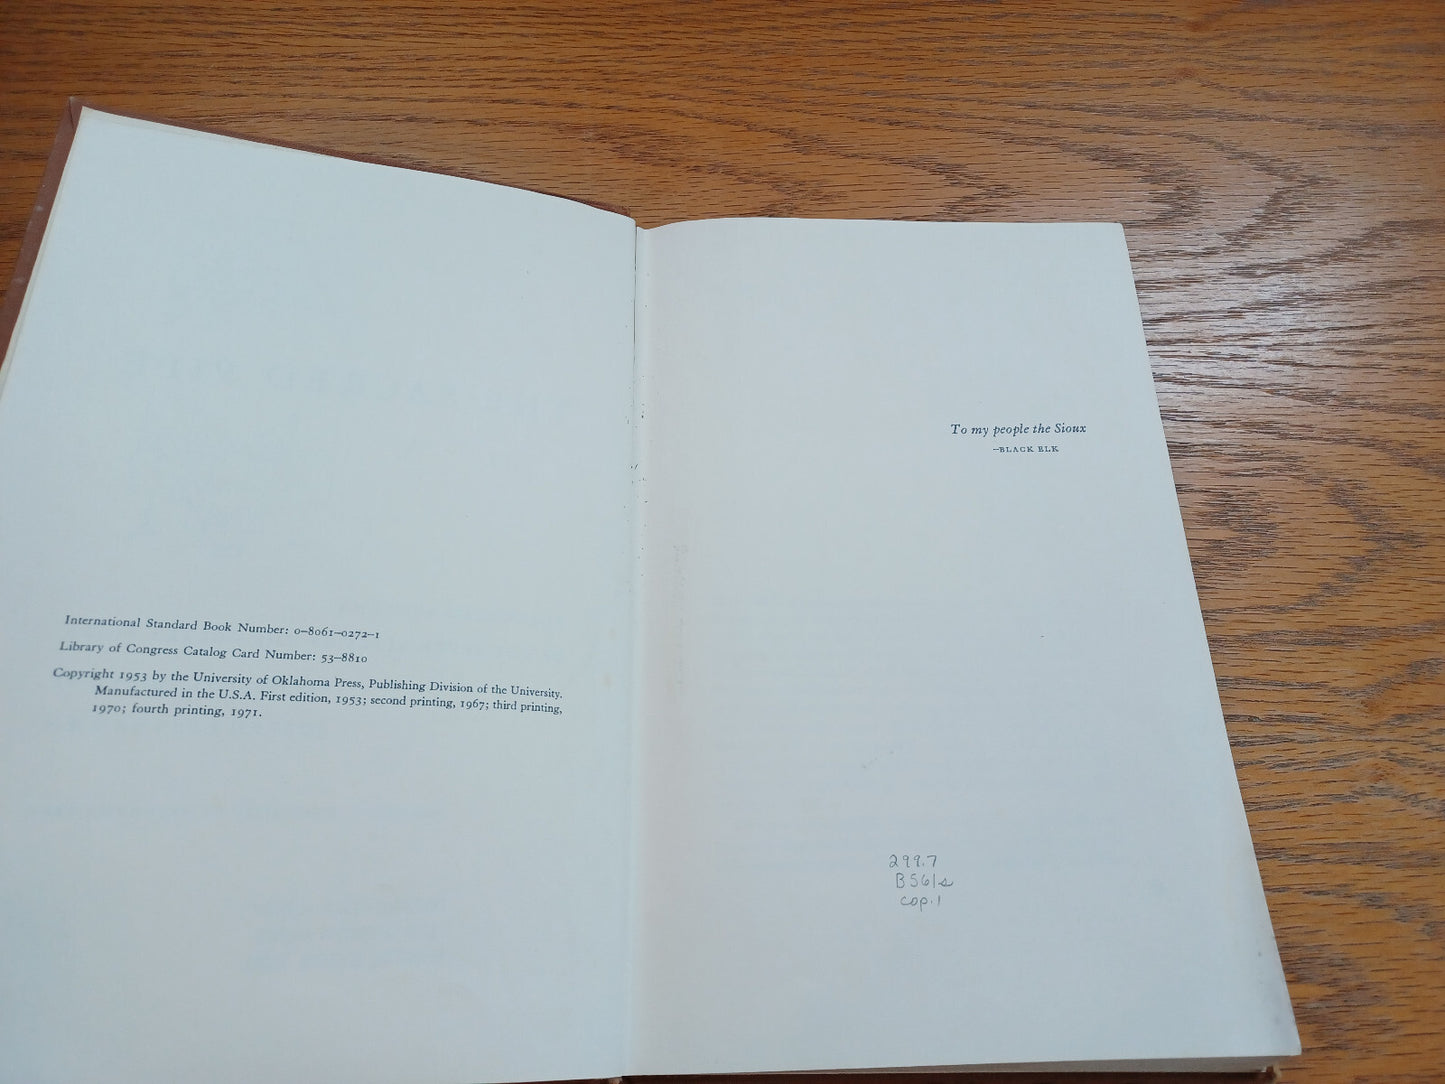 International Standard Book Number: 0–8061–0272–1
Library of Congress Catalog Card Number: 53–8810
Copyright 1953 by the University of Oklahoma Press, Publishing Division of the University.
Manufactured in the U.S.A. First edition, 1953; second printing, 1967; third printing,
1970; fourth printing, 1971.
To my people the Sioux
—BLACK ELK
299.7
B561s
cop.1